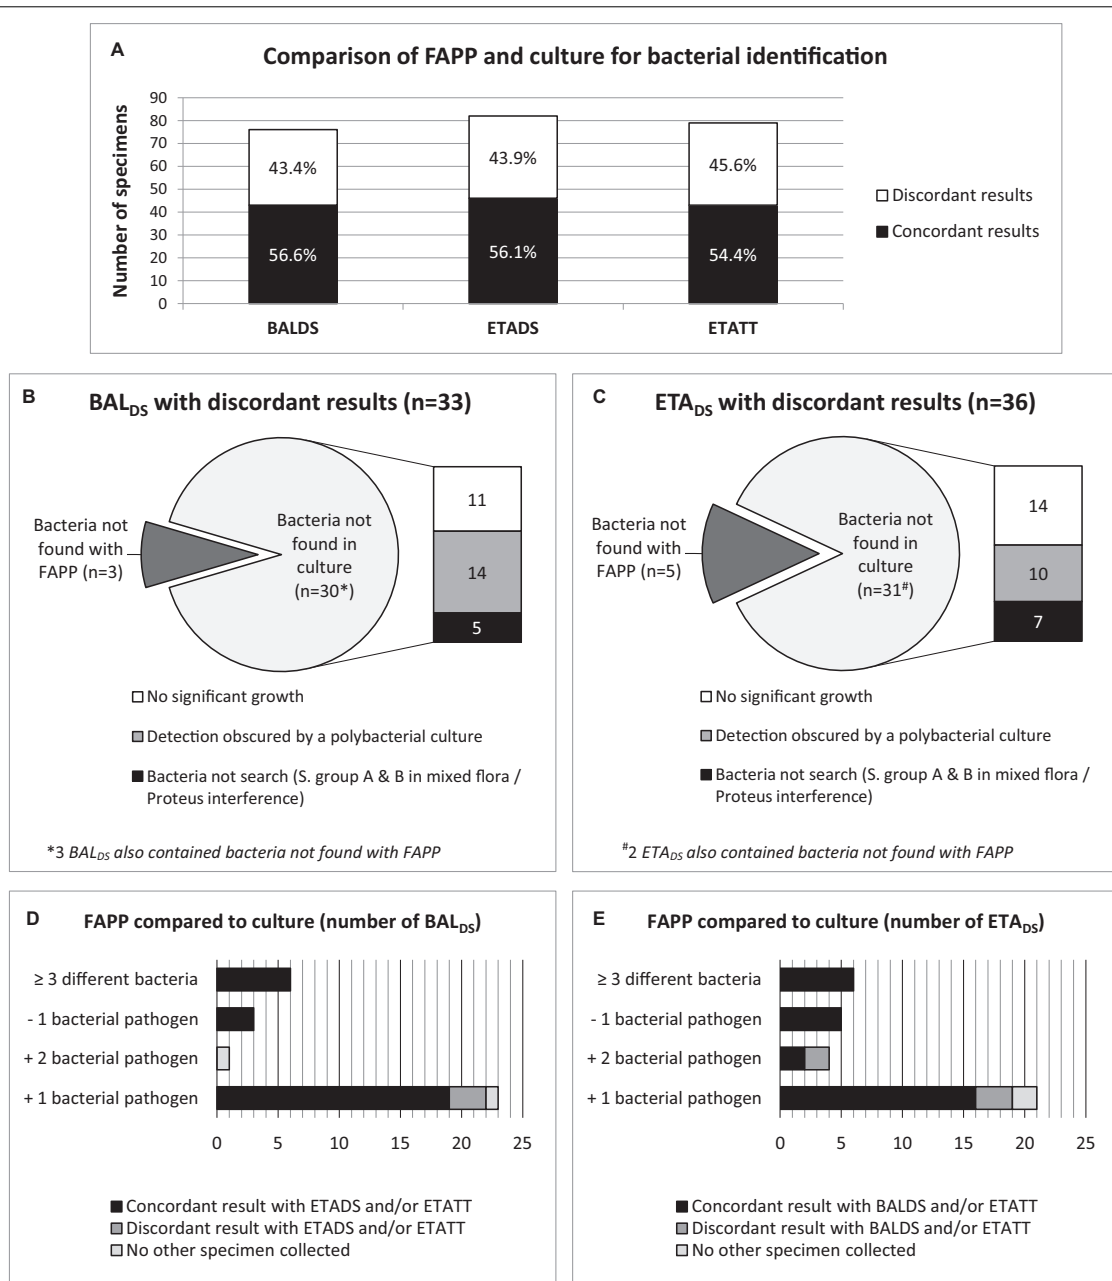 A
Comparison of FAPP and culture for bacterial identification
Number of specimens
90
80
70
60
50
40
30
20
10
0
43.4%
56.6%
43.9%
56.1%
45.6%
54.4%
BALDS
ETADS
ETATT
Discordant results
Concordant results
B
BALDS with discordant results (n=33)
Bacteria not
found with
FAPP (n=3)
Bacteria not
found in
culture
(n=30*)
11
14
5
No significant growth
Detection obscured by a polybacterial culture
Bacteria not search (S. group A & B in mixed flora /
Proteus interference)
*3 BALDS also contained bacteria not found with FAPP
C
ETADS with discordant results (n=36)
Bacteria not
found with
FAPP (n=5)
Bacteria not
found in
culture
(n=31#)
14
10
7
No significant growth
Detection obscured by a polybacterial culture
Bacteria not search (S. group A & B in mixed flora /
Proteus interference)
#2 ETADS also contained bacteria not found with FAPP
D
FAPP compared to culture (number of BALDS)
≥ 3 different bacteria
- 1 bacterial pathogen
+ 2 bacterial pathogen
+ 1 bacterial pathogen
0 5 10 15 20 25
Concordant result with ETADS and/or ETATT
Discordant result with ETADS and/or ETATT
No other specimen collected
E
FAPP compared to culture (number of ETADS)
≥ 3 different bacteria
- 1 bacterial pathogen
+ 2 bacterial pathogen
+ 1 bacterial pathogen
0 5 10 15 20 25
Concordant result with BALDS and/or ETATT
Discordant result with BALDS and/or ETATT
No other specimen collected